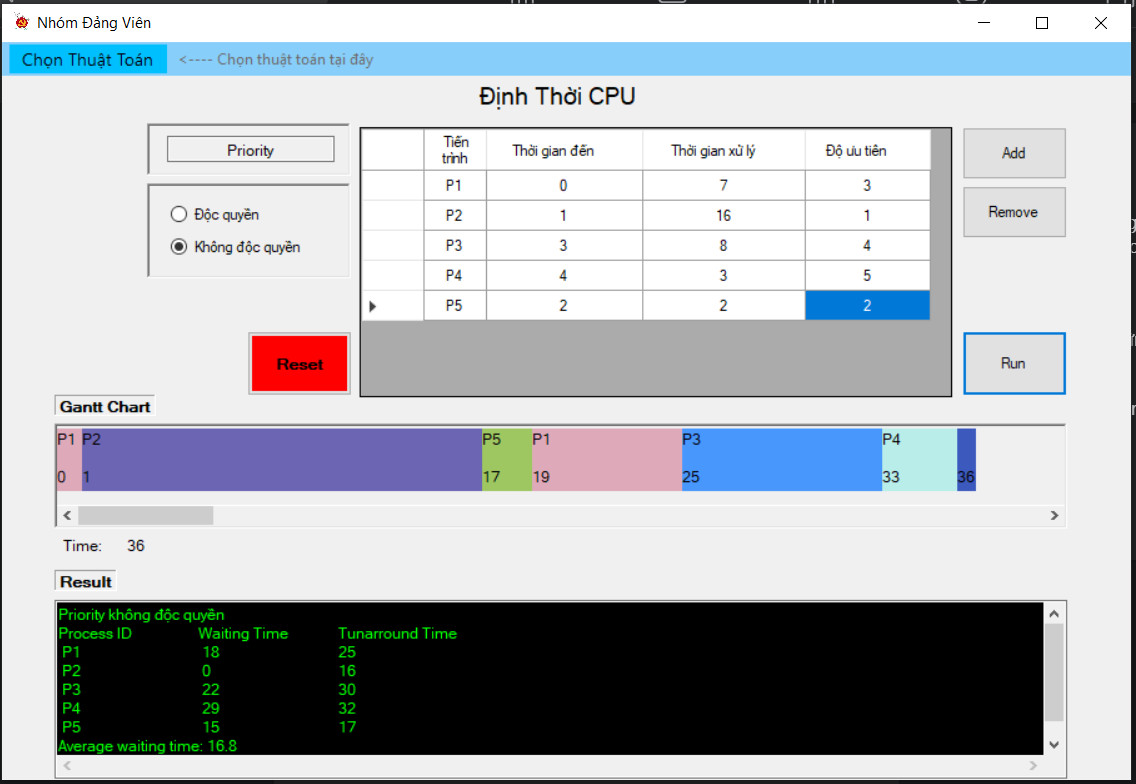 Nhóm Đảng Viên
Chọn Thuật Toán <---- Chọn thuật toán tại đây
Định Thời CPU
Priority
Độc quyền
Không độc quyền
Tiến trình Thời gian đến Thời gian xử lý Độ ưu tiên
P1 0 7 3
P2 1 16 1
P3 3 8 4
P4 4 3 5
P5 2 2 2
Add
Remove
Reset
Run
Gantt Chart
P1 P2 P5 P1 P3 P4
0 1 17 19 25 33 36
Time: 36
Result
Priority không độc quyền
Process ID Waiting Time Tunarround Time
P1 18 25
P2 0 16
P3 22 30
P4 29 32
P5 15 17
Average waiting time: 16.8